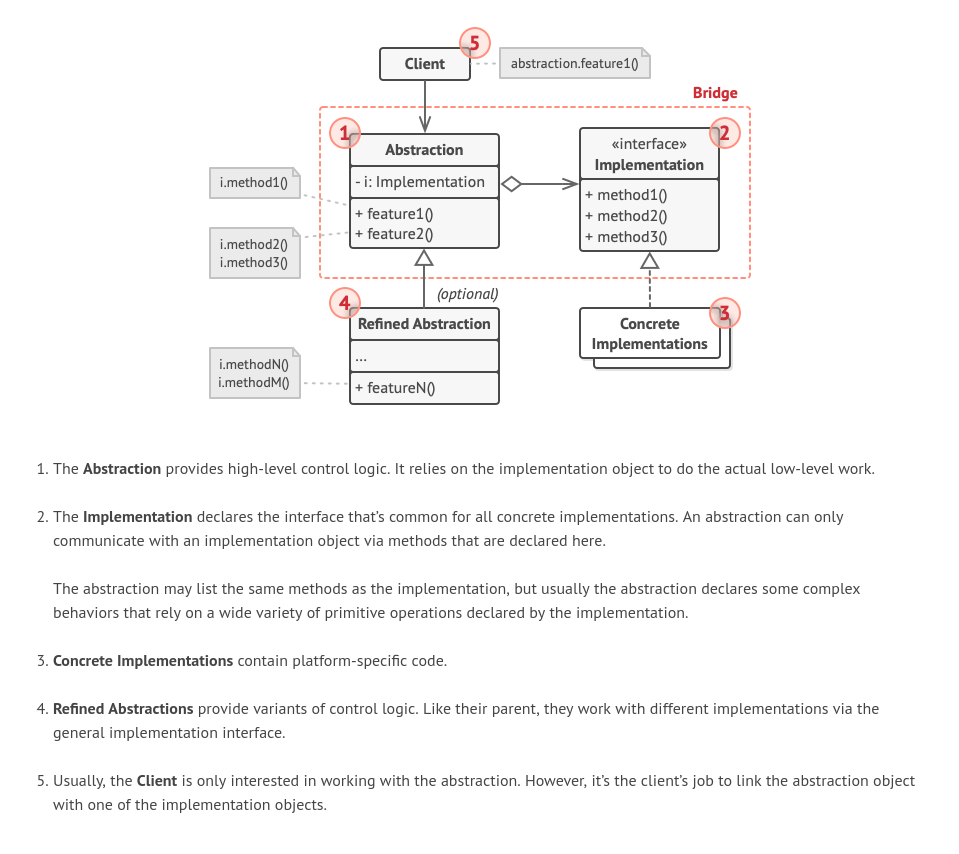 5
Client
abstraction.feature1()
Bridge
1
Abstraction
2
«interface»
Implementation
- i: Implementation
i.method1()
+ feature1()
+ feature2()
+ method1()
+ method2()
+ method3()
i.method2()
i.method3()
(optional)
4
Refined Abstraction
3
Concrete
Implementations
...
i.methodN()
i.methodM()
+ featureN()
1. The Abstraction provides high-level control logic. It relies on the implementation object to do the actual low-level work.
2. The Implementation declares the interface that’s common for all concrete implementations. An abstraction can only
communicate with an implementation object via methods that are declared here.
The abstraction may list the same methods as the implementation, but usually the abstraction declares some complex
behaviors that rely on a wide variety of primitive operations declared by the implementation.
3. Concrete Implementations contain platform-specific code.
4. Refined Abstractions provide variants of control logic. Like their parent, they work with different implementations via the
general implementation interface.
5. Usually, the Client is only interested in working with the abstraction. However, it’s the client’s job to link the abstraction object
with one of the implementation objects.